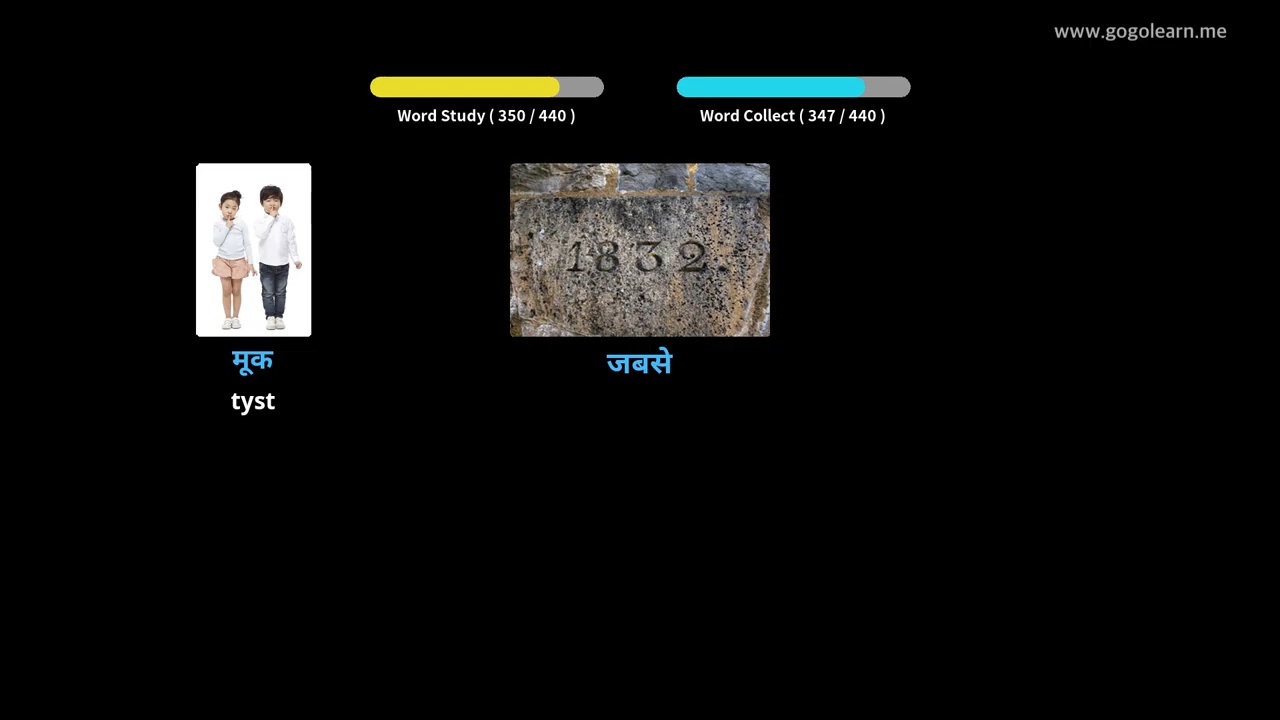 www.gogolearn.me
Word Study ( 350 / 440 )
Word Collect ( 347 / 440 )
1832.
मूक
जबसे
tyst